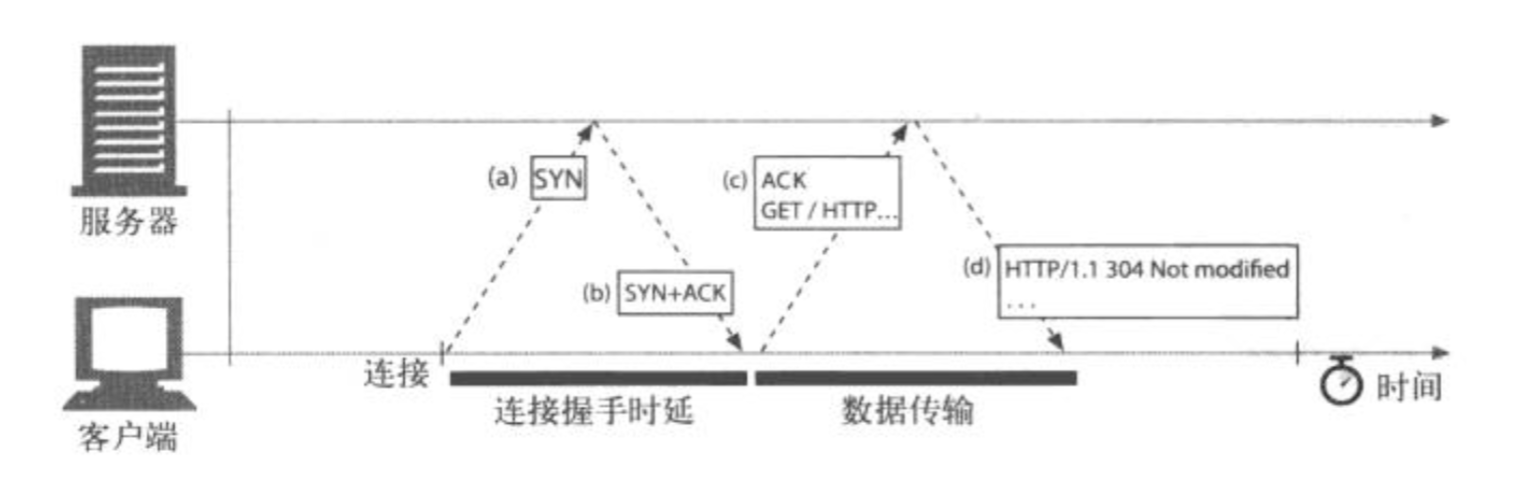 服务器
(a) SYN
(b) SYN+ACK
(c) ACK
GET / HTTP...
(d) HTTP/1.1 304 Not modified
...
连接
连接握手时延
数据传输
时间
客户端